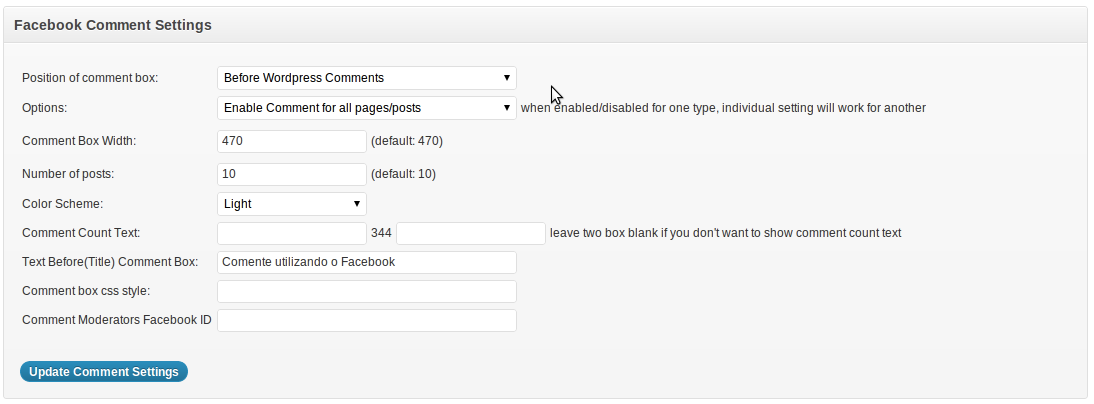 Facebook Comment Settings
Position of comment box: Before Wordpress Comments
Options: Enable Comment for all pages/posts when enabled/disabled for one type, individual setting will work for another
Comment Box Width: 470 (default: 470)
Number of posts: 10 (default: 10)
Color Scheme: Light
Comment Count Text: 344 leave two box blank if you don't want to show comment count text
Text Before(Title) Comment Box: Comente utilizando o Facebook
Comment box css style:
Comment Moderators Facebook ID
Update Comment Settings